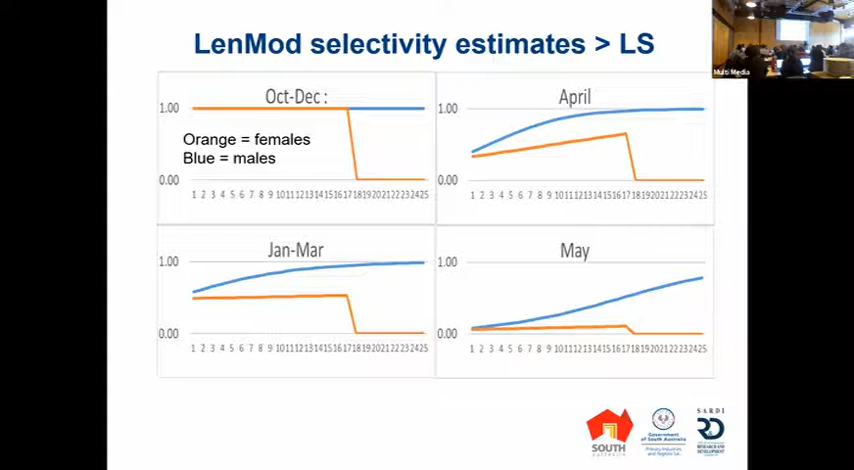 LenMod selectivity estimates > LS
Multi Media
Oct-Dec :
1.00
Orange = females
Blue = males
0.00
1 2 3 4 5 6 7 8 9 10 11 12 13 14 15 16 17 18 19 20 21 22 23 24 25
April
1.00
0.00
1 2 3 4 5 6 7 8 9 10 11 12 13 14 15 16 17 18 19 20 21 22 23 24 25
Jan-Mar
1.00
0.00
1 2 3 4 5 6 7 8 9 10 11 12 13 14 15 16 17 18 19 20 21 22 23 24 25
May
1.00
0.00
1 2 3 4 5 6 7 8 9 10 11 12 13 14 15 16 17 18 19 20 21 22 23 24 25
SOUTH
Government
of South Australia
Primary Industries
and Regions SA
SARDI
RD
RESEARCH AND
DEVELOPMENT